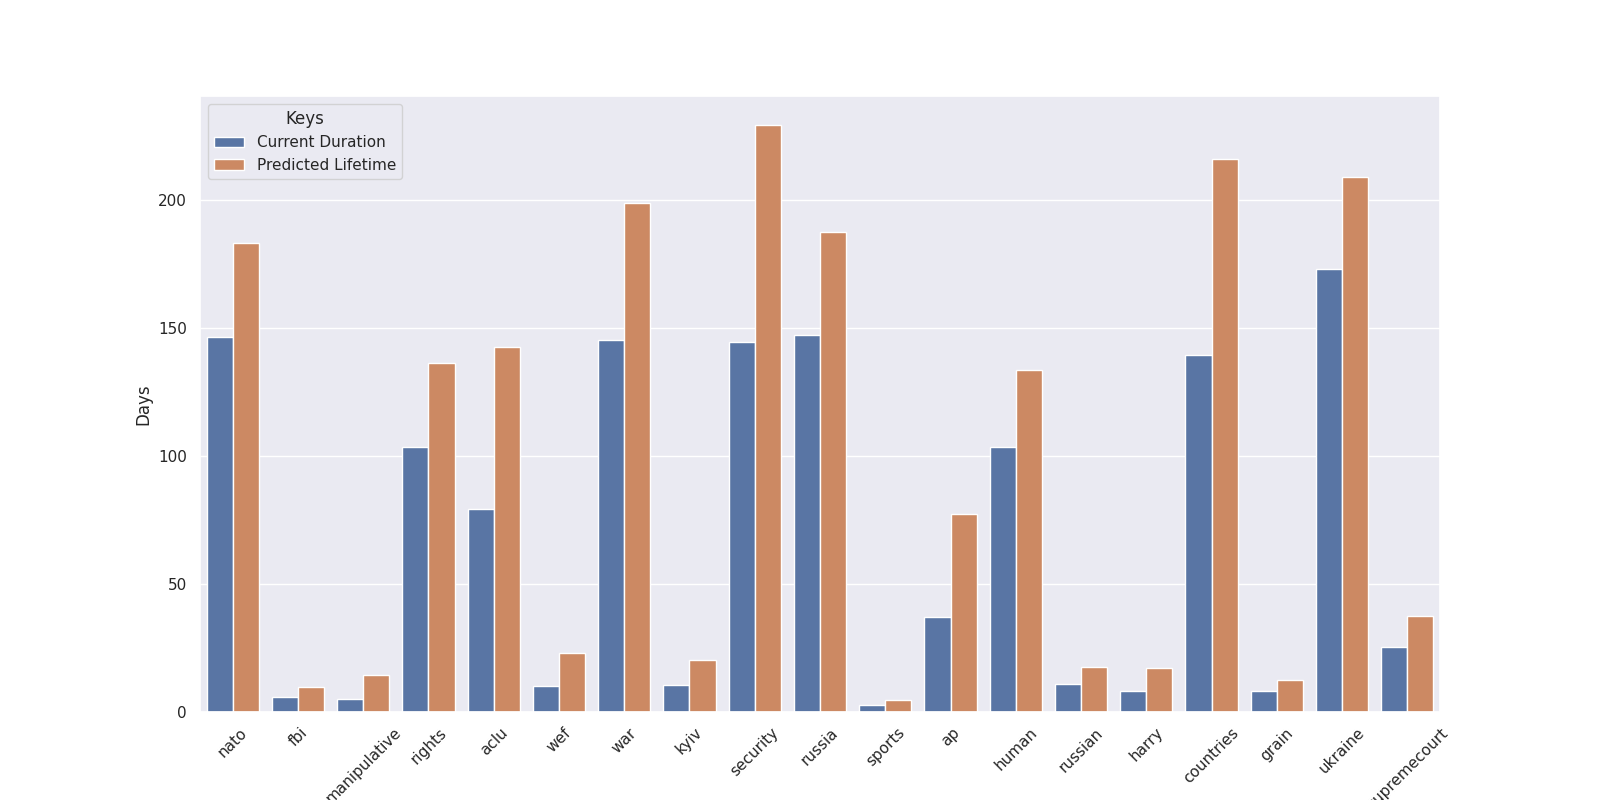 Keys
Current Duration
Predicted Lifetime
200
150
100
50
0
Days
nato
fbi
manipulative
rights
aclu
wef
war
kyiv
security
russia
sports
ap
human
russian
harry
countries
grain
ukraine
upremecourt